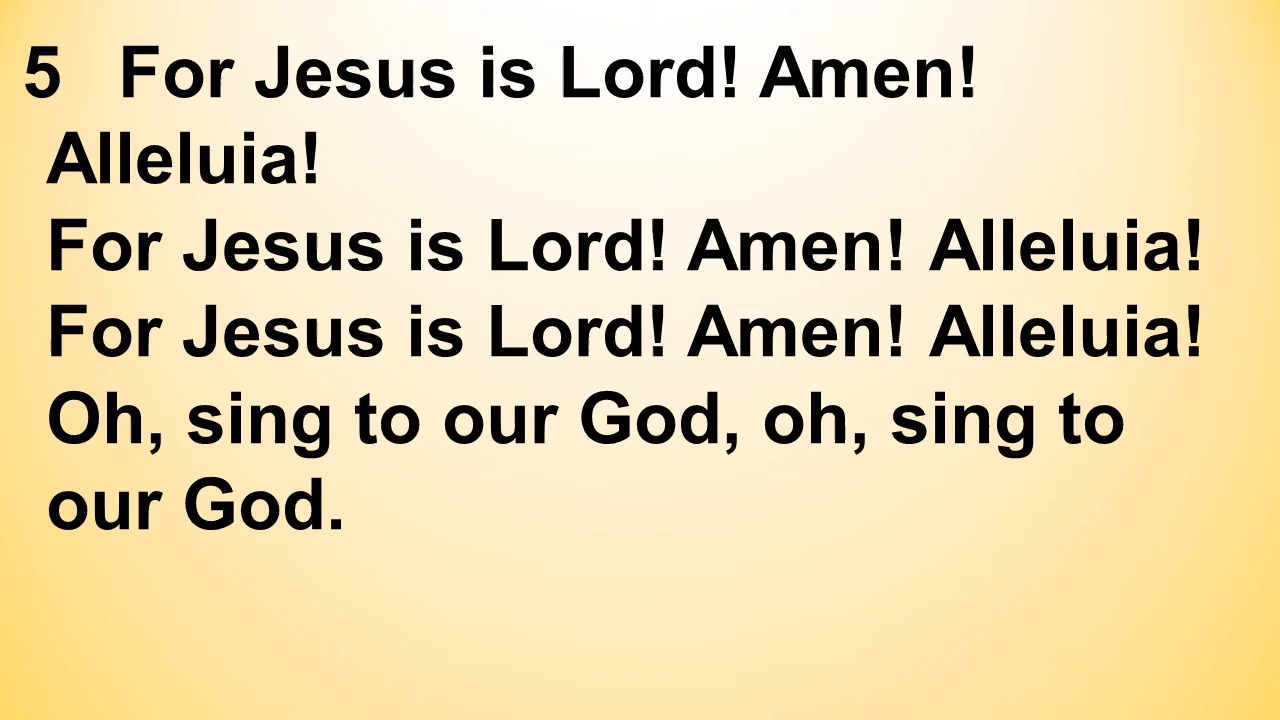 5 For Jesus is Lord! Amen!
Alleluia!
For Jesus is Lord! Amen! Alleluia!
For Jesus is Lord! Amen! Alleluia!
Oh, sing to our God, oh, sing to
our God.